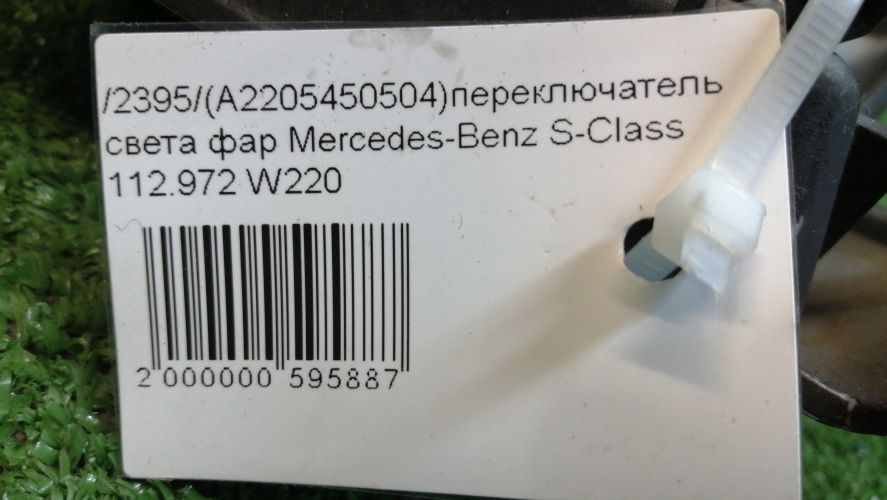 /2395/(A2205450504)переключатель
света фар Mercedes-Benz S-Class
112.972 W220
2 000000 595887